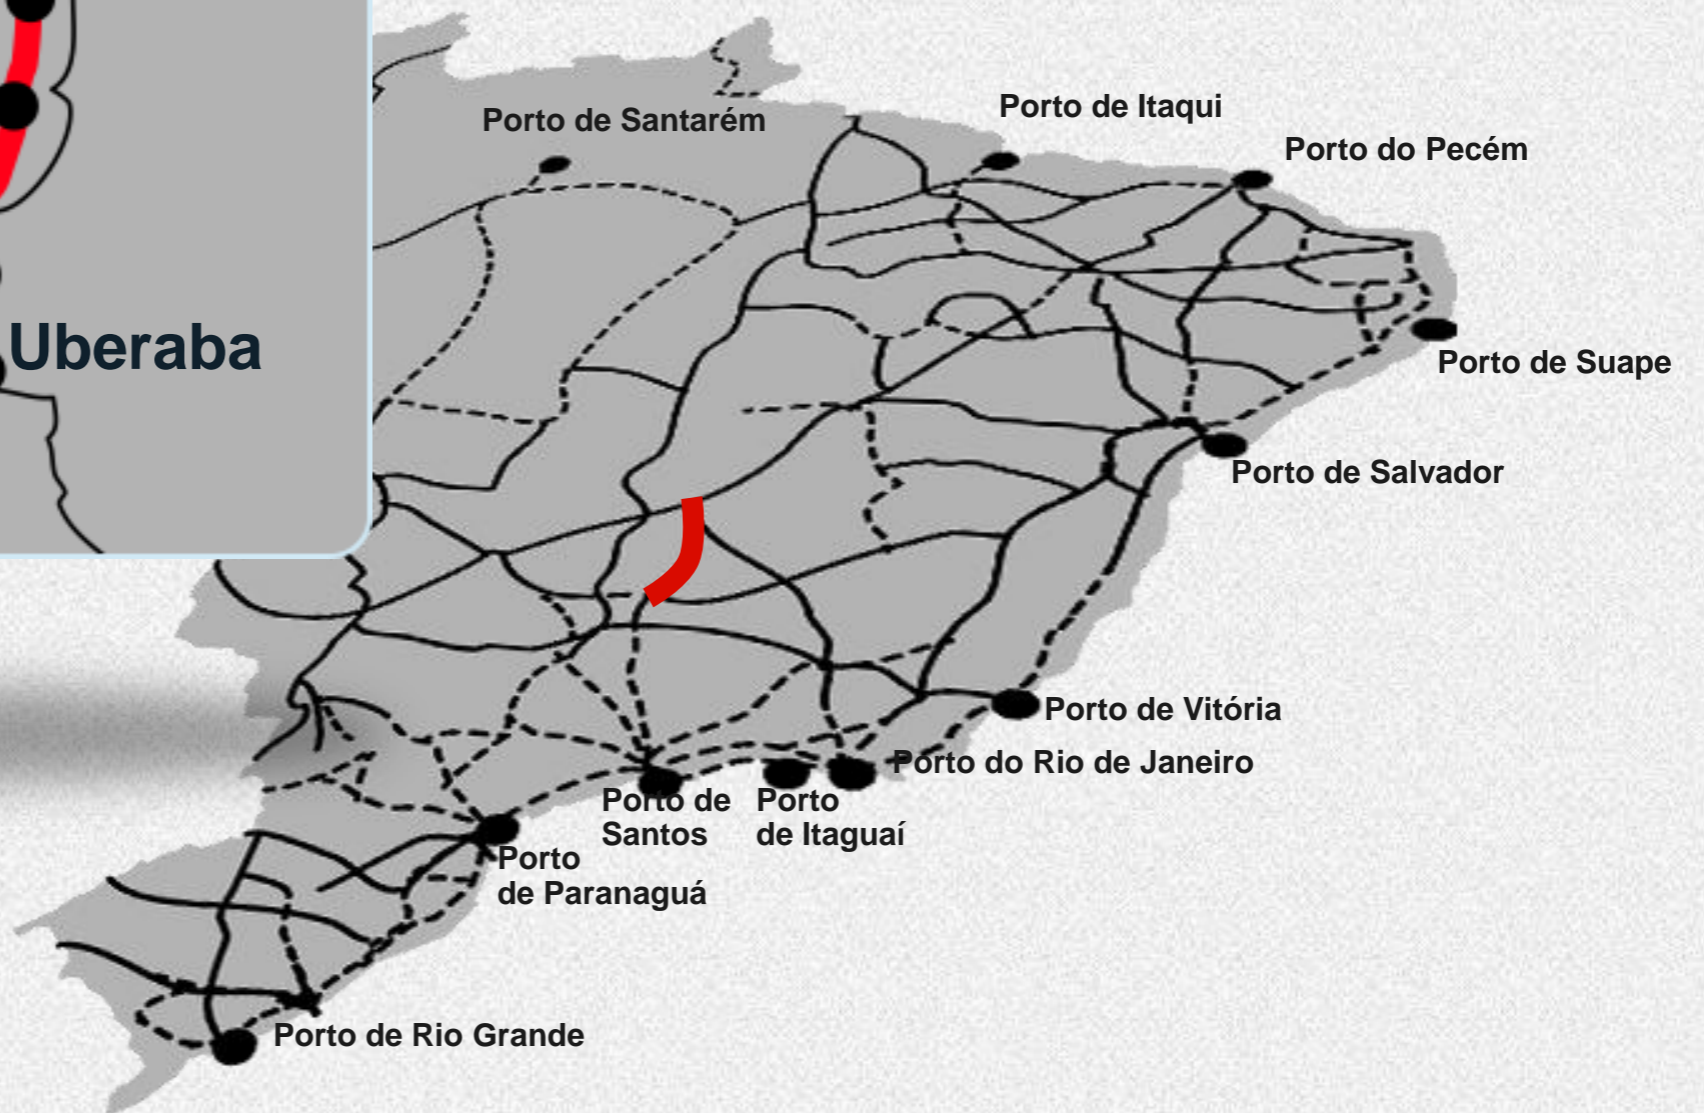 Porto de Itaqui
Porto de Santarém
Porto do Pecém
Uberaba
Porto de Suape
Porto de Salvador
Porto de Vitória
Porto do Rio de Janeiro
Porto de
Santos
Porto
de Itaguaí
Porto
de Paranaguá
Porto de Rio Grande